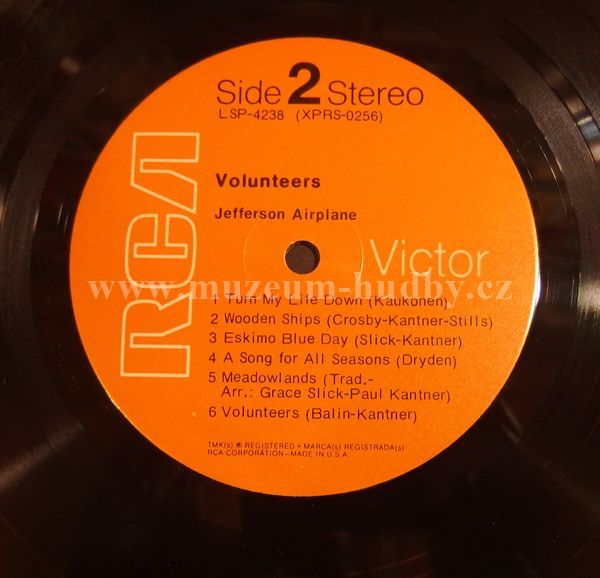 Side 2 Stereo
LSP-4238 (XPRS-0256)
Volunteers
Jefferson Airplane
RCA
Victor
www.muzeum-hudby.cz
1 Turn My Life Down (Kaukonen)
2 Wooden Ships (Crosby-Kantner-Stills)
3 Eskimo Blue Day (Slick-Kantner)
4 A Song for All Seasons (Dryden)
5 Meadowlands (Trad.-
Arr.: Grace Slick-Paul Kantner)
6 Volunteers (Balin-Kantner)
TMK(s) ® REGISTERED • MARCA(s) REGISTRADA(s)
RCA CORPORATION—MADE IN U.S.A.